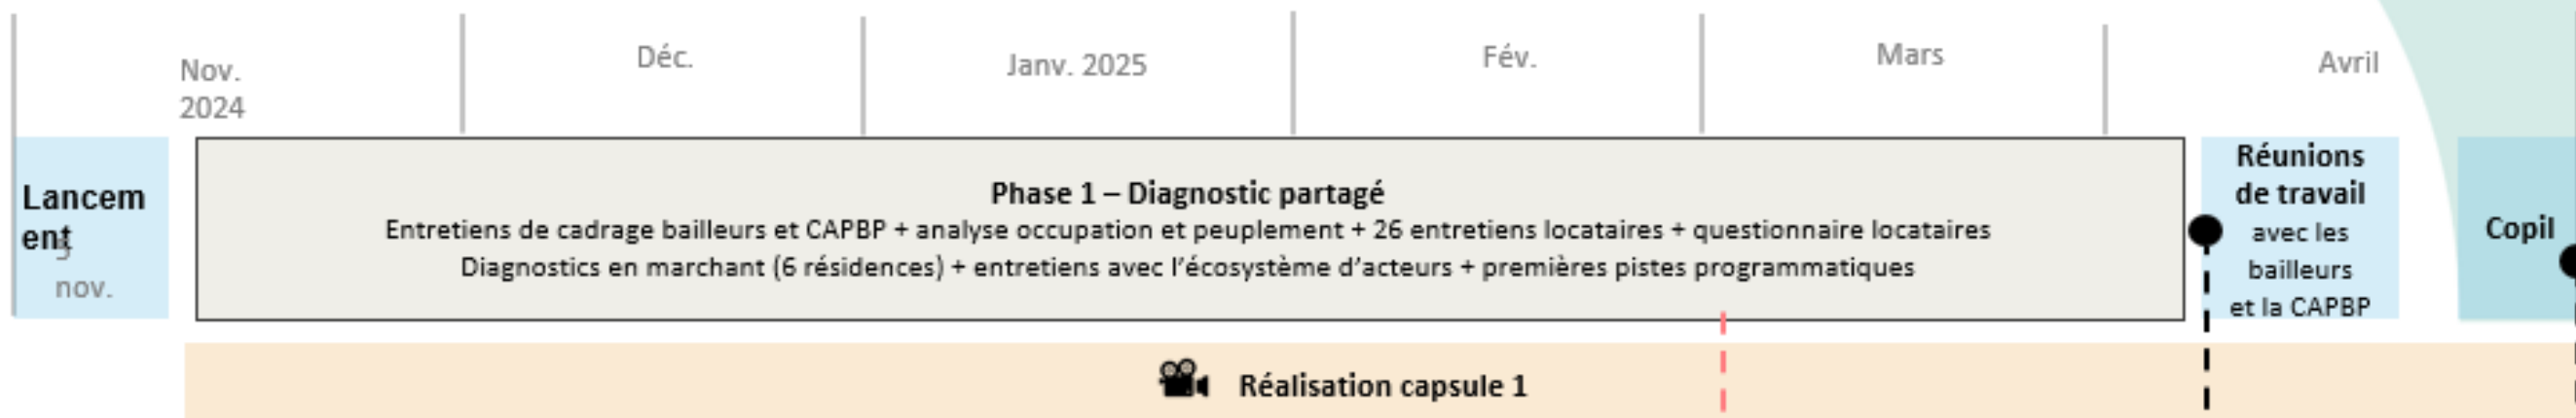 Nov.
2024
Déc.
Janv. 2025
Fév.
Mars
Avril
Lancem
ent
nov.
Phase 1 – Diagnostic partagé
Entretiens de cadrage bailleurs et CAPBP + analyse occupation et peuplement + 26 entretiens locataires + questionnaire locataires
Diagnostics en marchant (6 résidences) + entretiens avec l’écosystème d’acteurs + premières pistes programmatiques
Réunions
de travail
avec les
bailleurs
et la CAPBP
Copil
Réalisation capsule 1